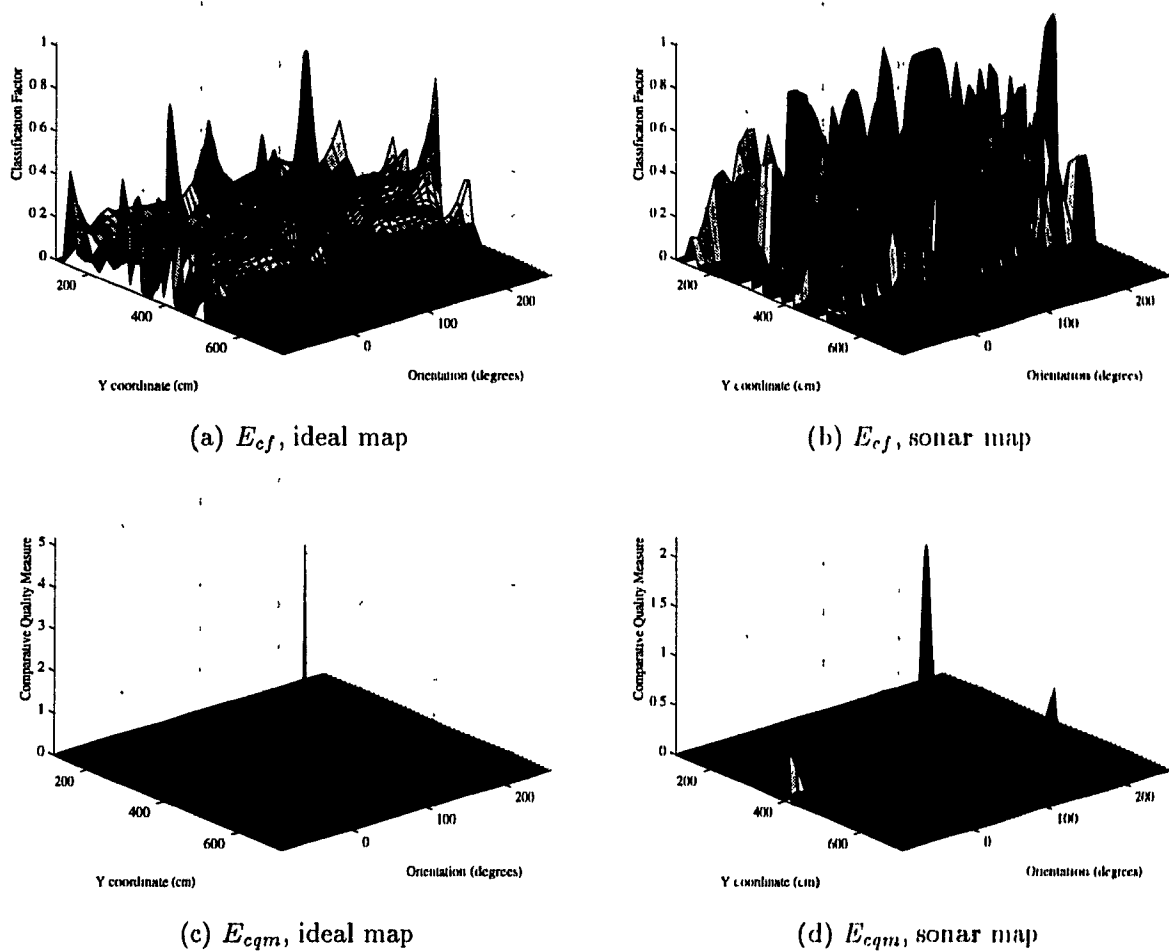 Classification Factor
1
0.8
0.6
0.4
0.2
0
200
400
600
Y coordinate (cm)
0
100
200
Orientation (degrees)
(a) Ecf, ideal map
Classification Factor
1
0.8
0.6
0.4
0.2
0
200
400
600
Y coordinate (cm)
0
100
200
Orientation (degrees)
(b) Ecf, sonar map
Comparative Quality Measure
5
4
3
2
1
0
200
400
600
Y coordinate (cm)
0
100
200
Orientation (degrees)
(c) Ecqm, ideal map
Comparative Quality Measure
2
1.5
1
0.5
0
200
400
600
Y coordinate (cm)
0
100
200
Orientation (degrees)
(d) Ecqm, sonar map